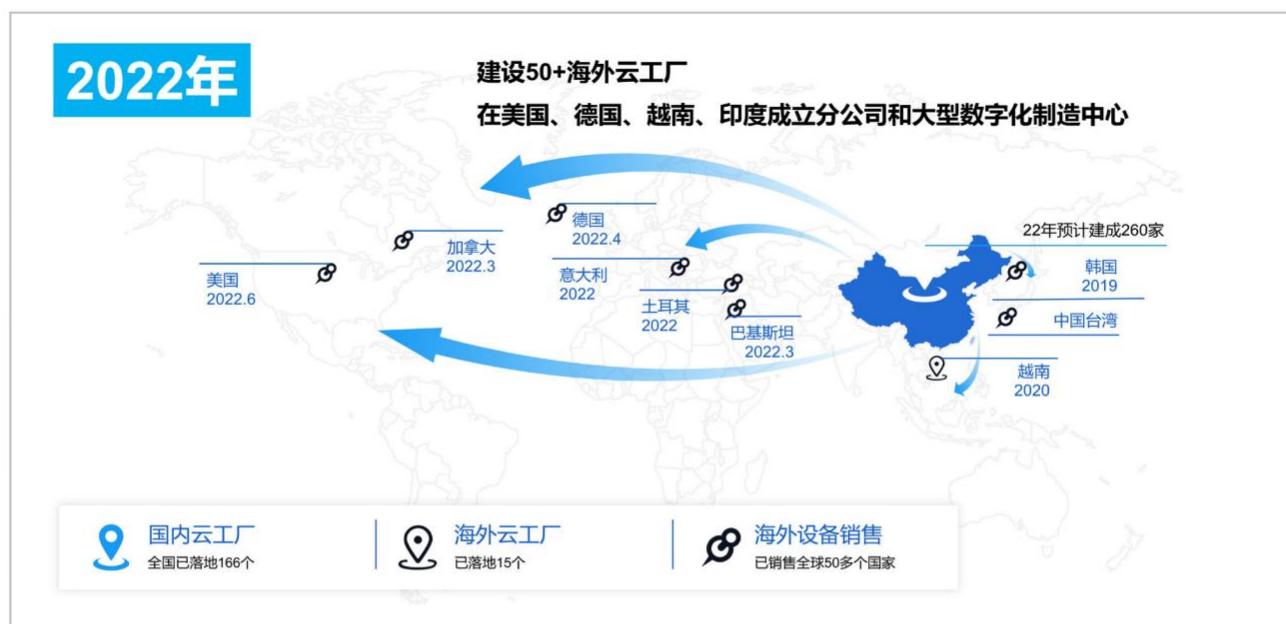 2022年
建设50+海外云工厂
在美国、德国、越南、印度成立分公司和大型数字化制造中心
22年预计建成260家
德国
2022.4
加拿大
2022.3
美国
2022.6
意大利
2022
土耳其
2022
巴基斯坦
2022.3
韩国
2019
中国台湾
越南
2020
国内云工厂
全国已落地166个
海外云工厂
已落地15个
海外设备销售
已销售全球50多个国家